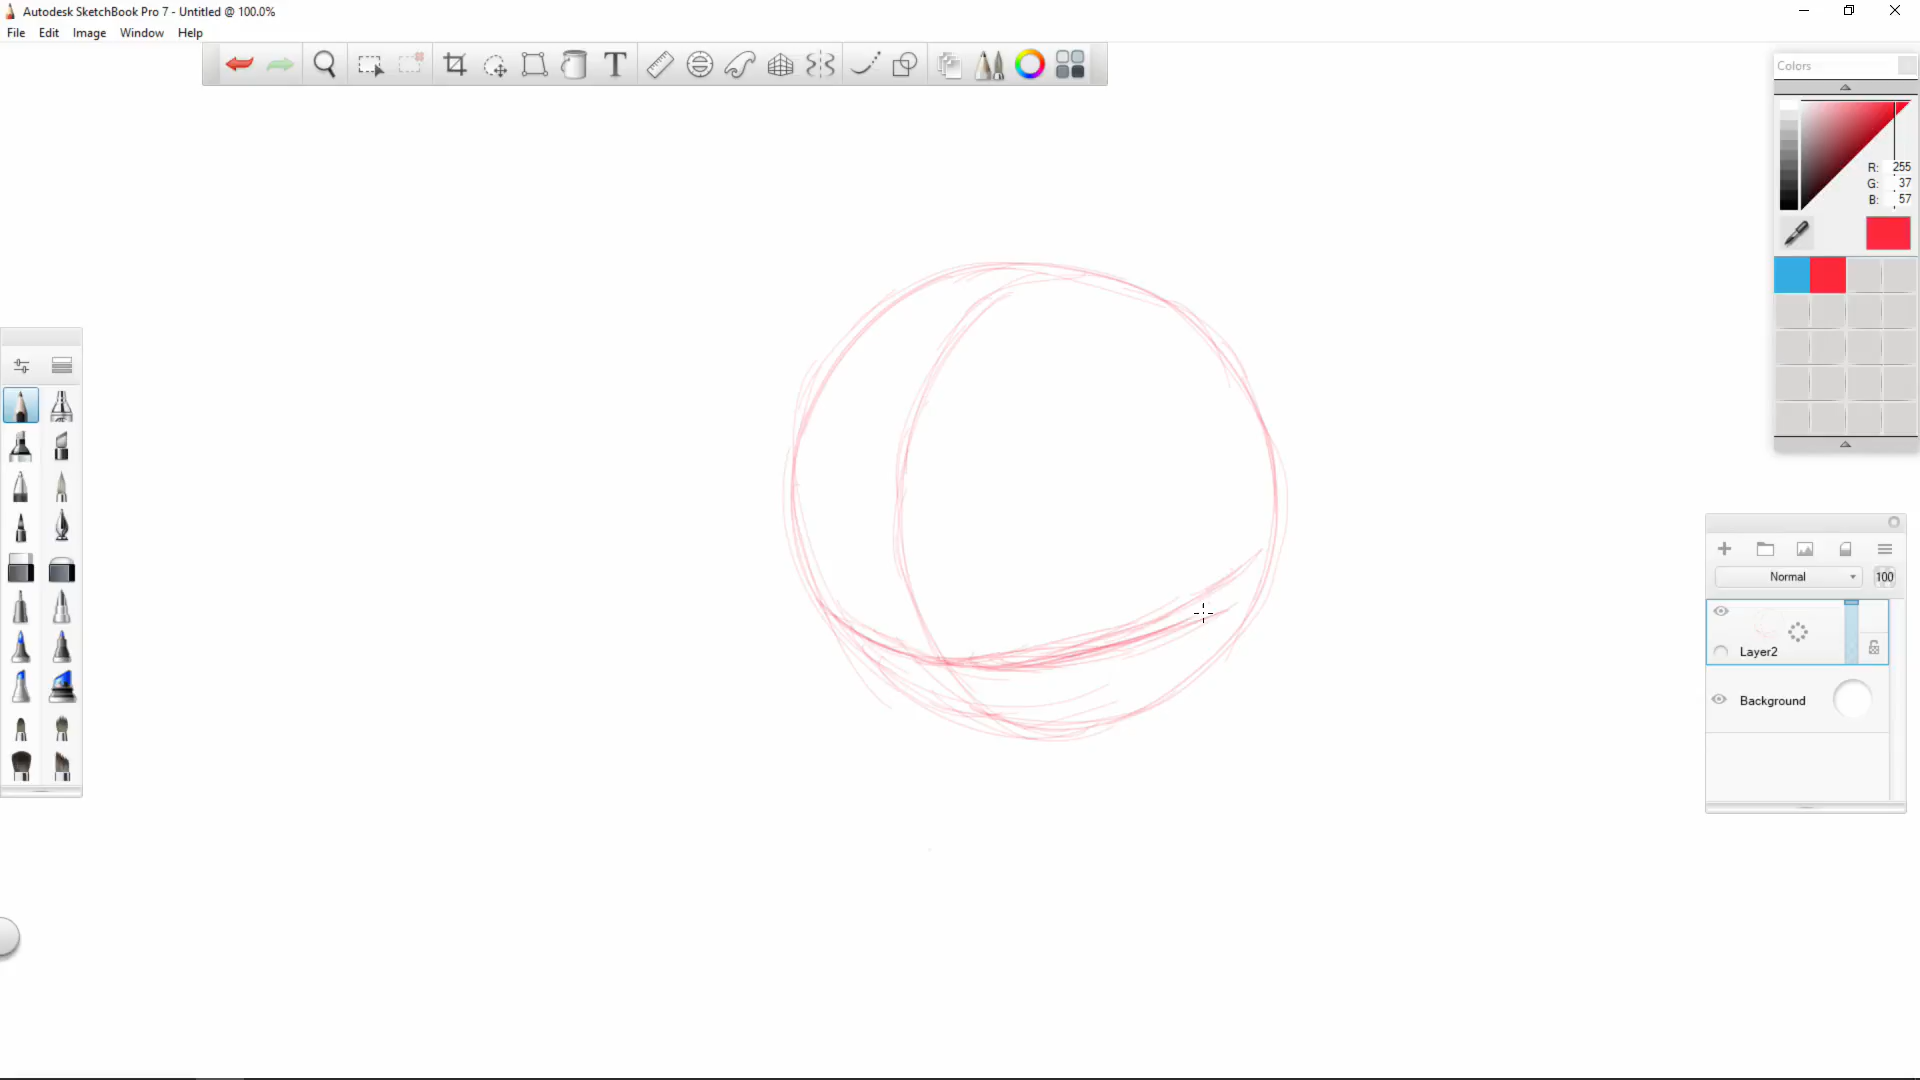 Autodesk SketchBook Pro 7 - Untitled @ 100.0%
File Edit Image Window Help
T
Colors
R: 255
G: 37
B: 57
Normal 100
Layer2
Background